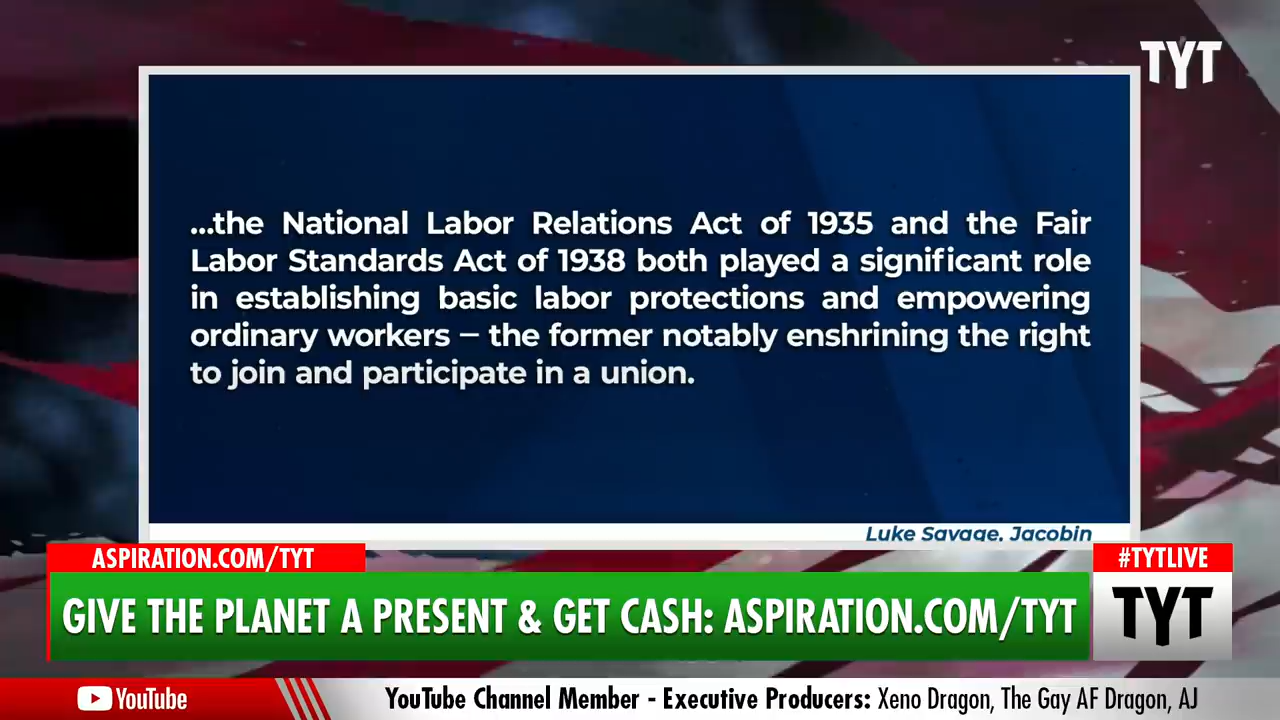 TYT
...the National Labor Relations Act of 1935 and the Fair
Labor Standards Act of 1938 both played a significant role
in establishing basic labor protections and empowering
ordinary workers – the former notably enshrining the right
to join and participate in a union.
Luke Savage, Jacobin
ASPIRATION.COM/TYT
#TYTLIVE
GIVE THE PLANET A PRESENT & GET CASH: ASPIRATION.COM/TYT
TYT
YouTube
YouTube Channel Member - Executive Producers: Xeno Dragon, The Gay AF Dragon, AJ